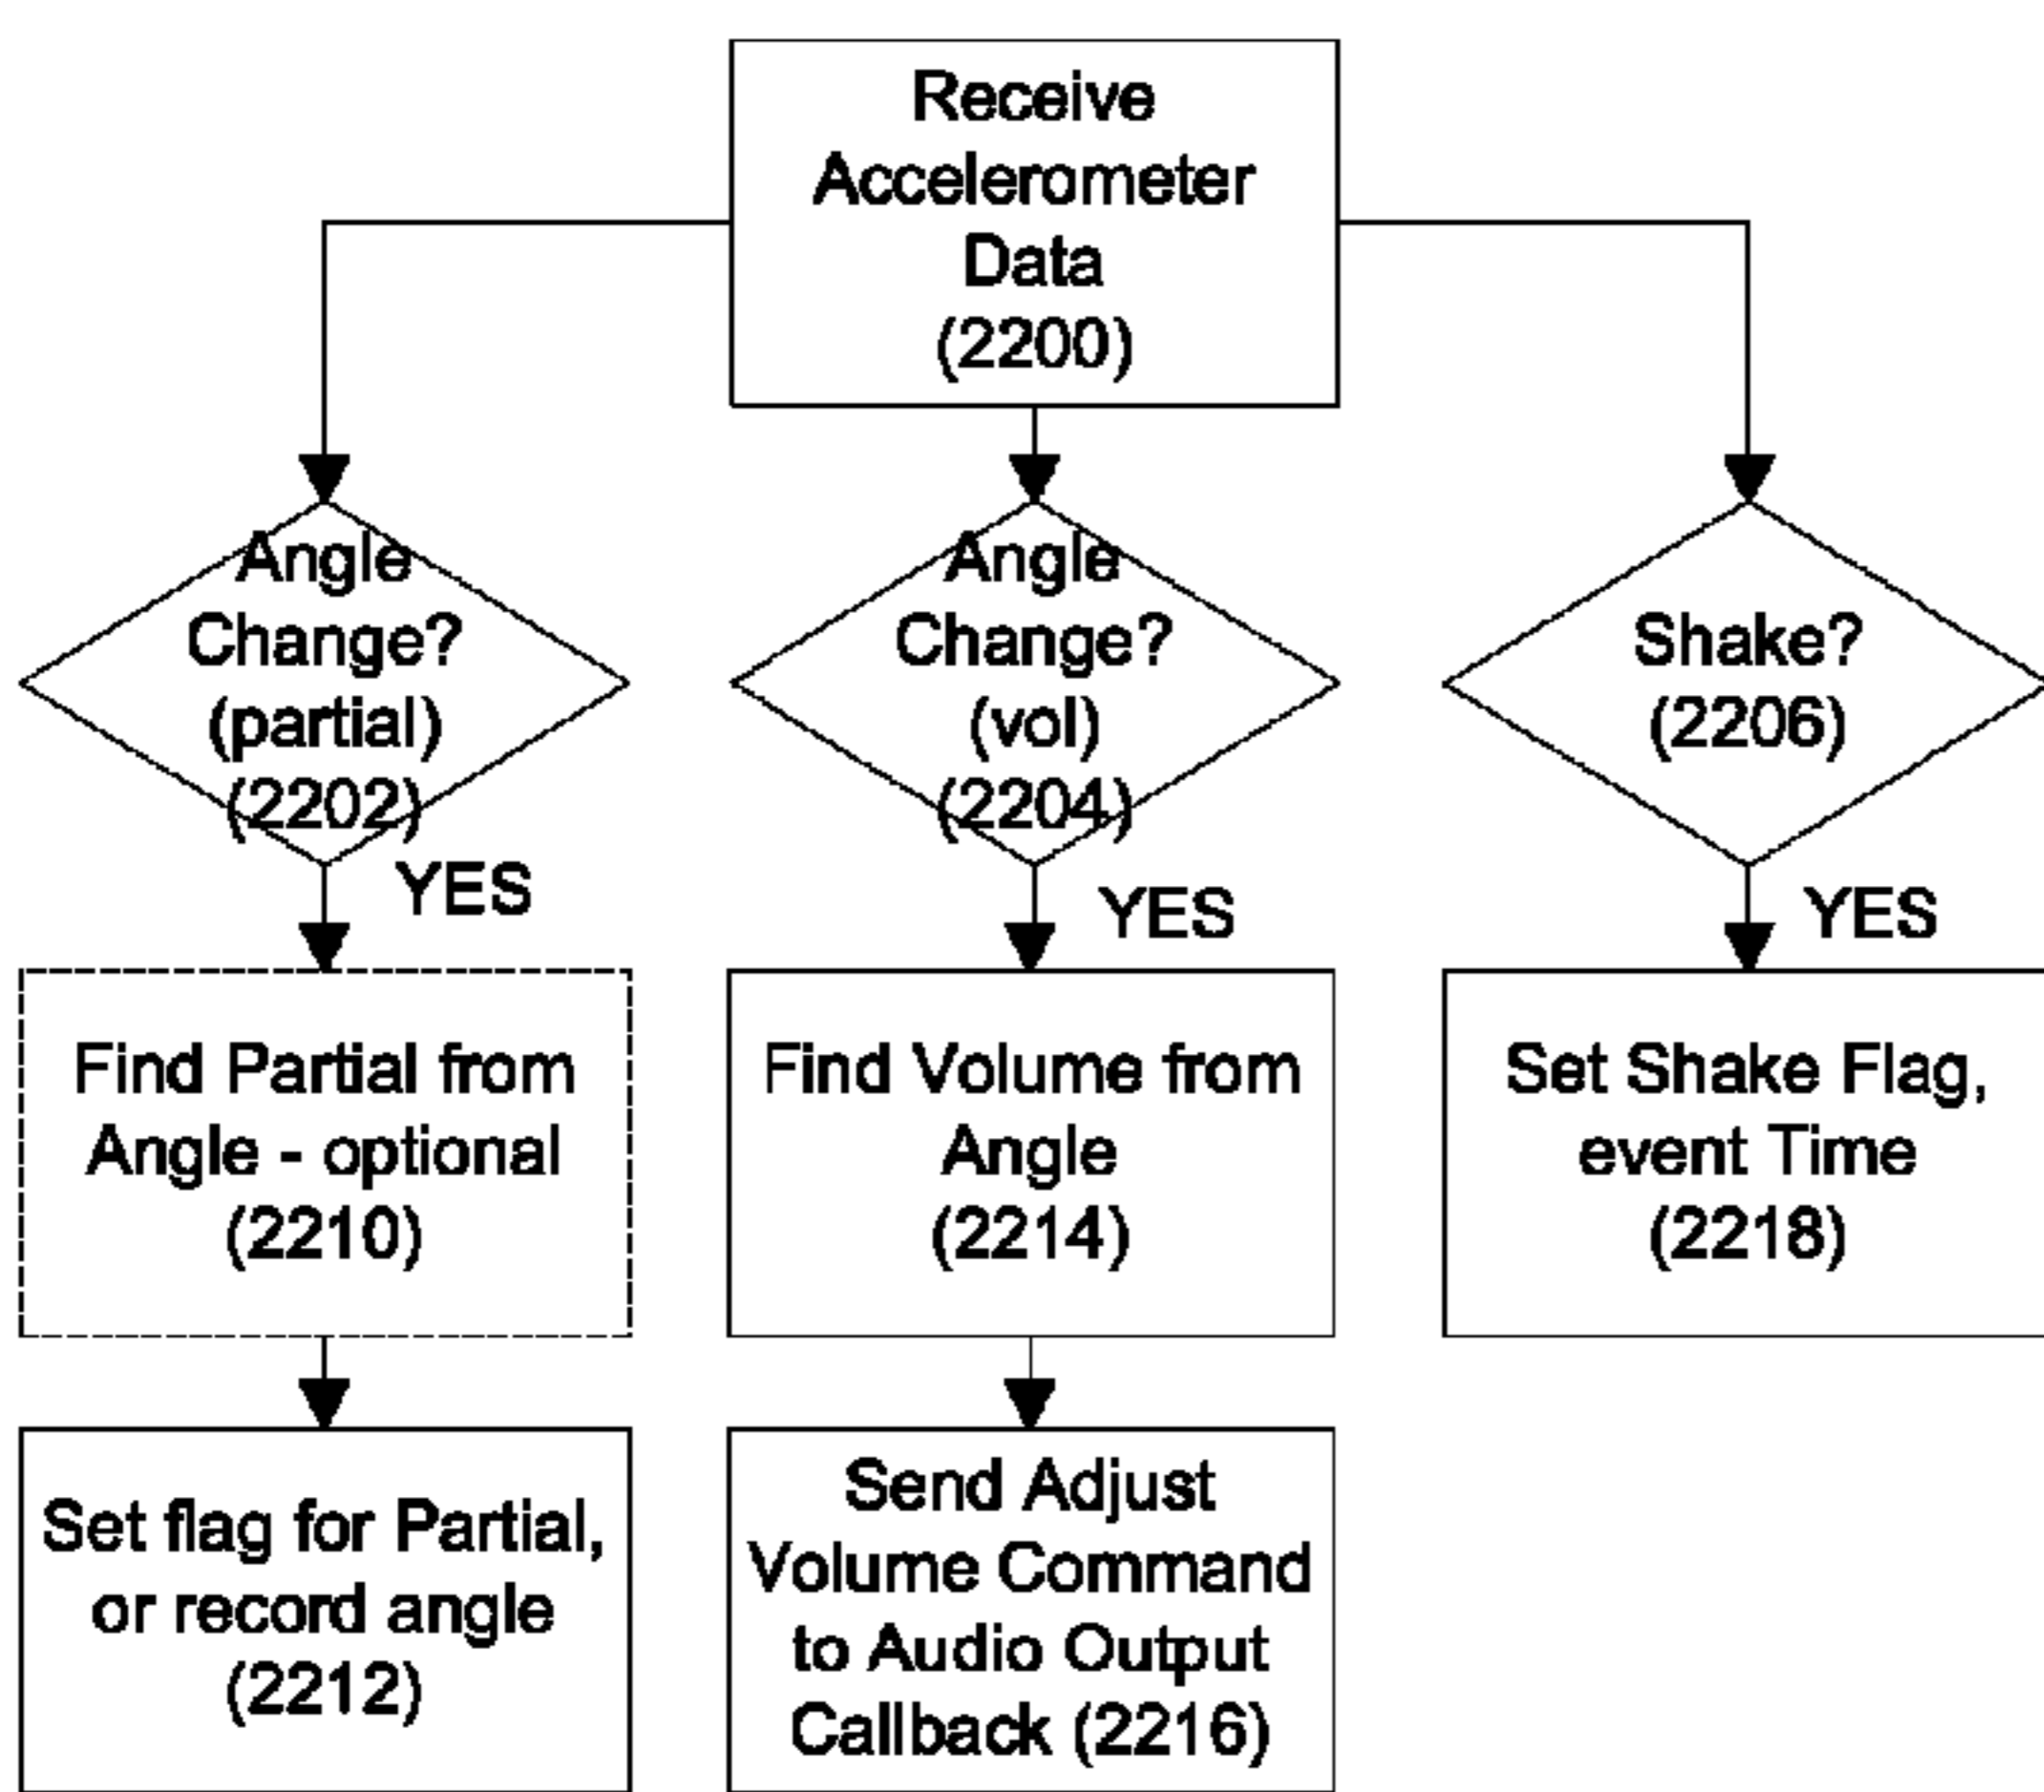 Receive
Accelerometer
Data
(2200)
Angle
Change?
(partial)
(2202)
Angle
Change?
(vol)
(2204)
Shake?
(2206)
YES
YES
YES
Find Partial from
Angle - optional
(2210)
Find Volume from
Angle
(2214)
Set Shake Flag,
event Time
(2218)
Set flag for Partial,
or record angle
(2212)
Send Adjust
Volume Command
to Audio Output
Callback (2216)